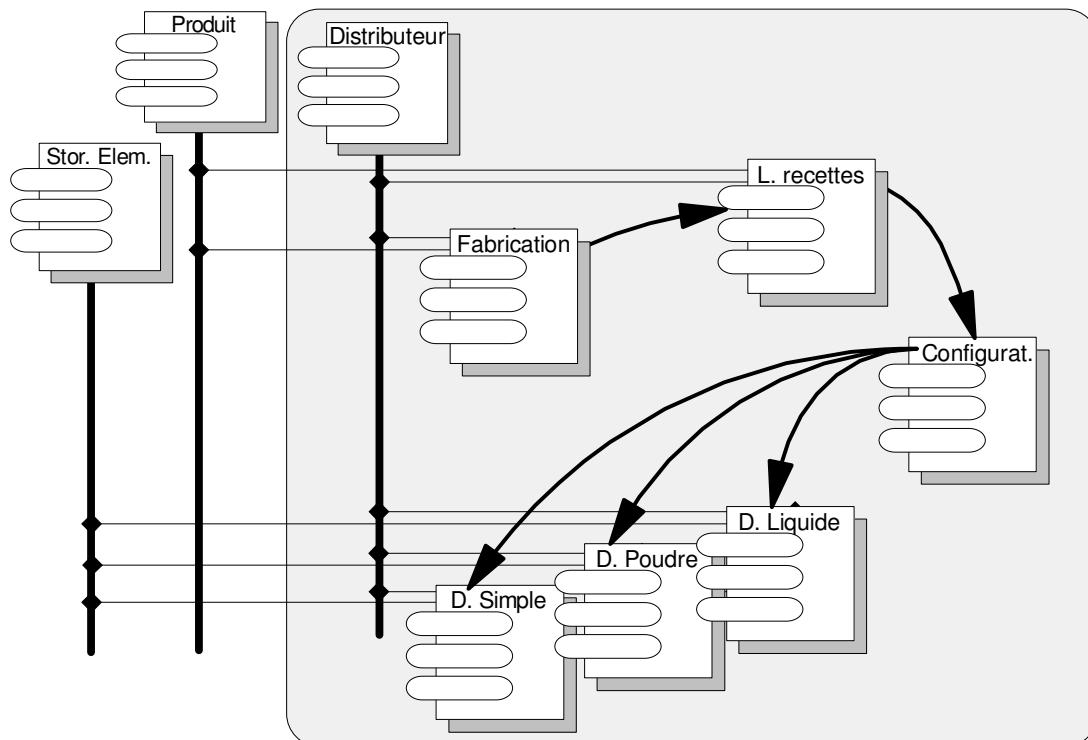 Produit
Distributeur
Stor. Elem.
L. recettes
Fabrication
Configurat.
D. Liquide
D. Poudre
D. Simple